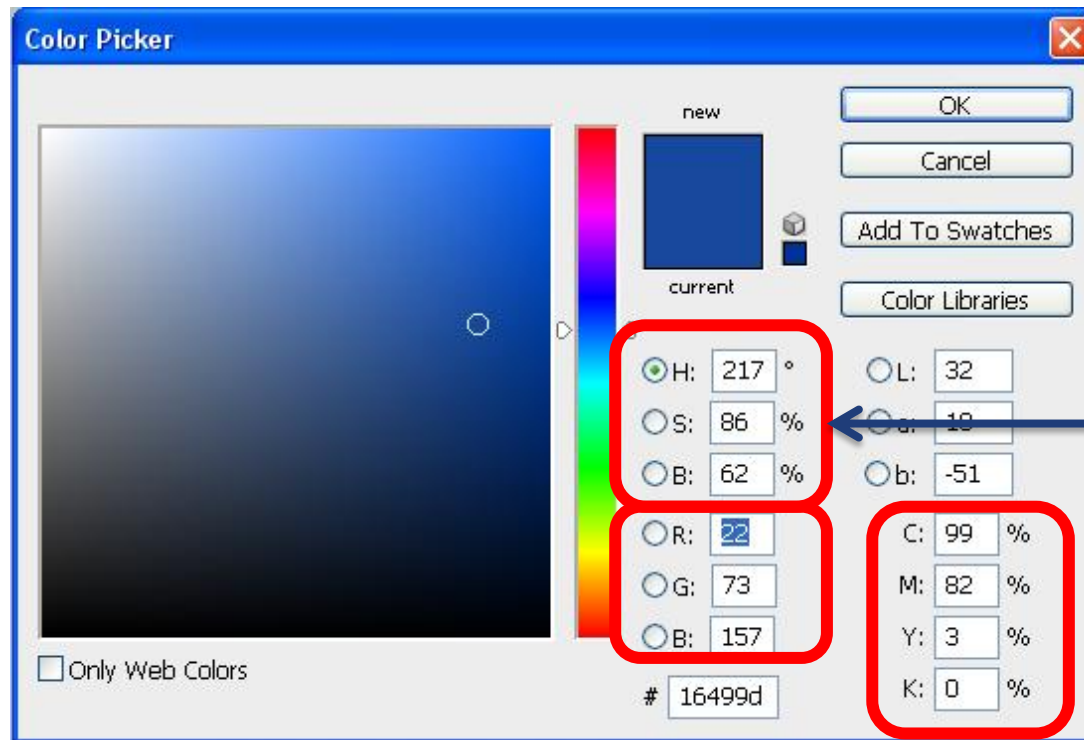 Color Picker
new
OK
Cancel
Add To Swatches
current
Color Libraries
H: 217 °
L: 32
S: 86 %
a: 18
B: 62 %
b: -51
R: 22
C: 99 %
G: 73
M: 82 %
B: 157
Y: 3 %
Only Web Colors
# 16499d
K: 0 %